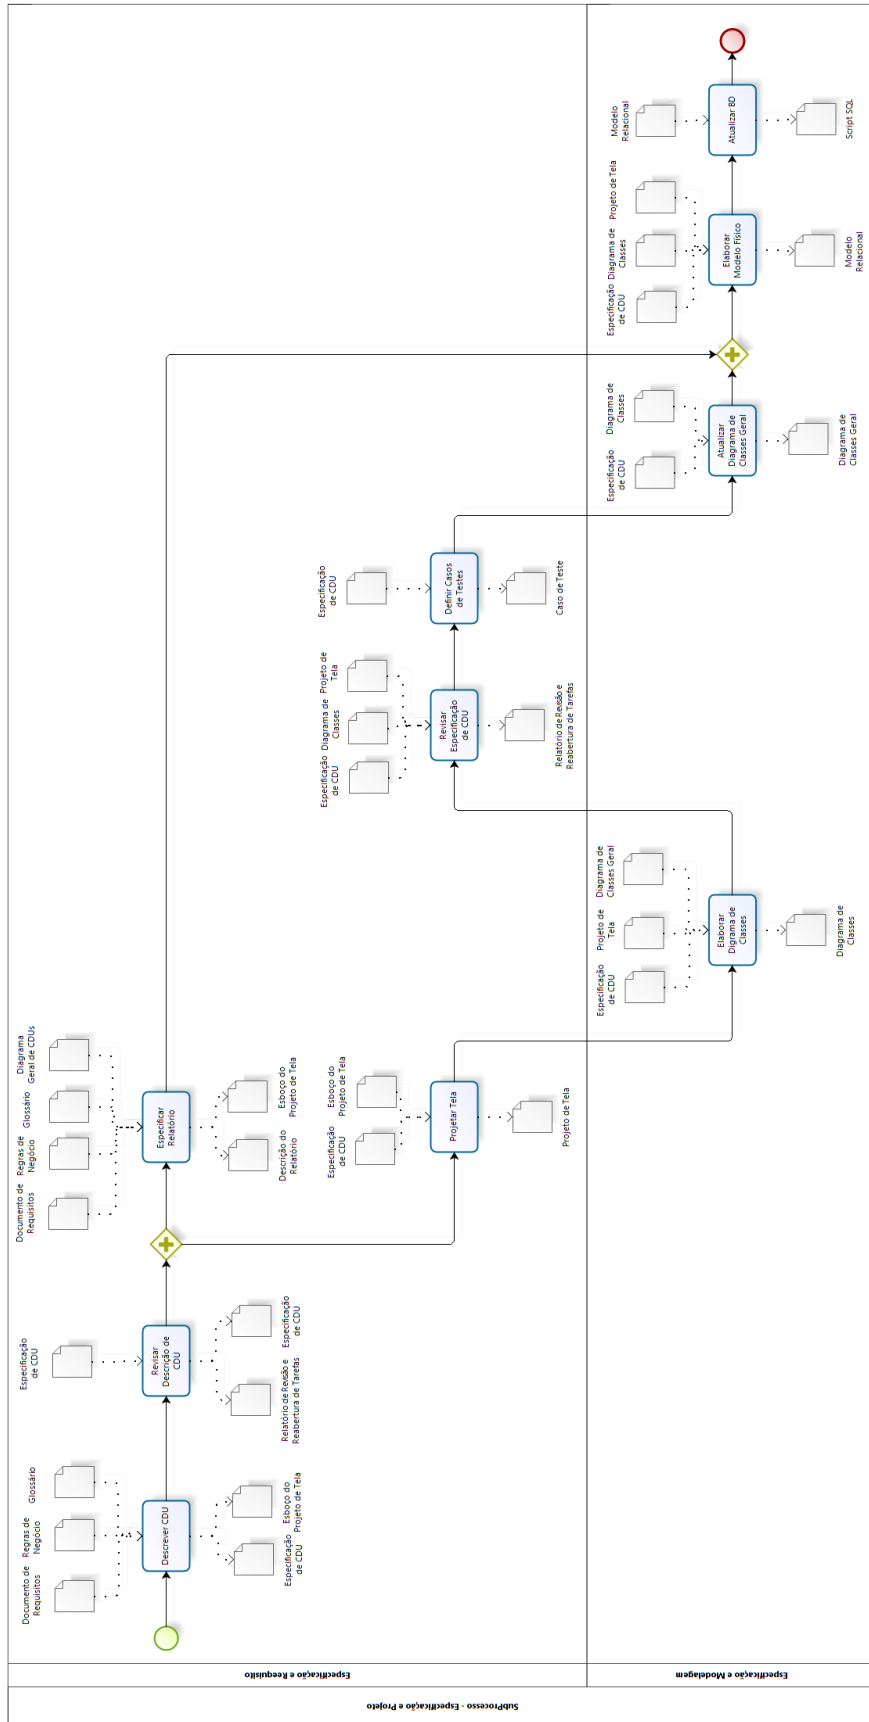 SubProcesso - Especificação e Projeto
Especificação e Reequisito
Documento de
Requisitos
Regras de
Negócio
Glossário
Descrever CDU
Especificação
de CDU
Esboço do
Projeto de Tela
Especificação
de CDU
Revisar
Descrição de
CDU
Relatório de Revisão e
Reabertura de Tarefas
Especificação
de CDU
Documento de
Requisitos
Regras de
Negócio
Glossário
Diagrama
Geral de CDUs
Especificar
Relatório
Descrição do
Relatório
Esboço do
Projeto de Tela
Especificação
de CDU
Esboço do
Projeto de Tela
Projetar Tela
Projeto de Tela
Especificação
de CDU
Diagrama de
Classes
Projeto de
Tela
Revisar
Especificação
de CDU
Relatório de Revisão e
Reabertura de Tarefas
Especificação
de CDU
Definir Casos
de Testes
Caso de Teste
Especificação e Modelagem
Especificação
de CDU
Projeto de
Tela
Diagrama de
Classes Geral
Elaborar
Digrama de
Classes
Diagrama de
Classes
Especificação
de CDU
Diagrama de
Classes
Atualizar
Diagrama de
Classes Geral
Diagrama de
Classes Geral
Especificação
de CDU
Diagrama de
Classes
Projeto de Tela
Elaborar
Modelo Físico
Modelo
Relacional
Modelo
Relacional
Atualizar BD
Script SQL